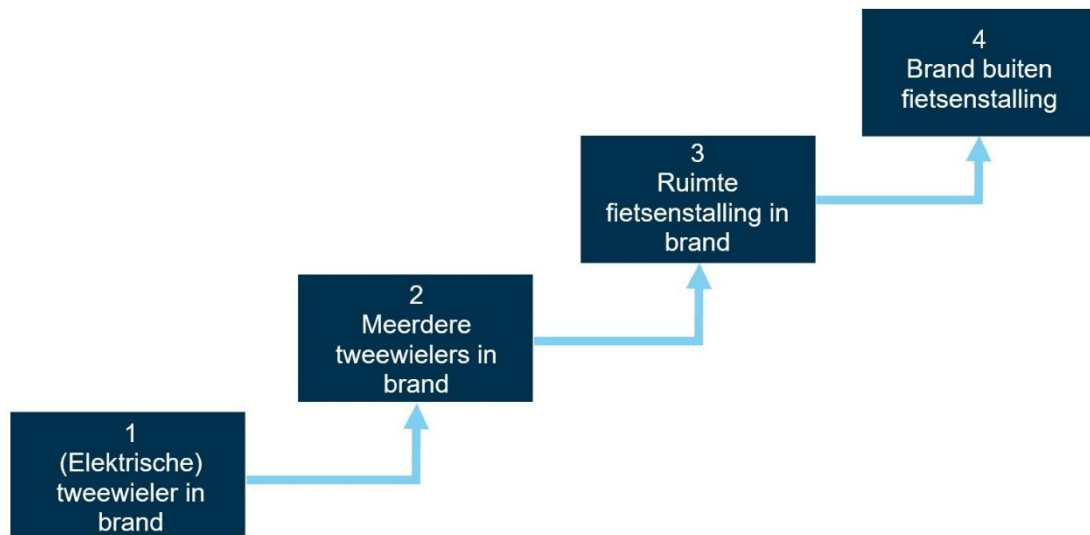 1
(Elektrische)
tweewieler in
brand
2
Meerdere
tweewielers in
brand
3
Ruimte
fietsenstalling in
brand
4
Brand buiten
fietsenstalling